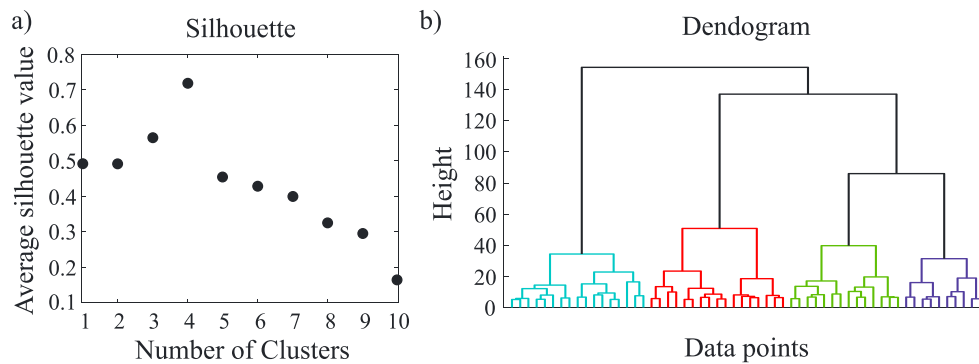 a)
Silhouette
Average silhouette value
0.8
0.7
0.6
0.5
0.4
0.3
0.2
0.1
1 2 3 4 5 6 7 8 9 10
Number of Clusters
b)
Dendogram
Height
160
140
120
100
80
60
40
20
0
Data points